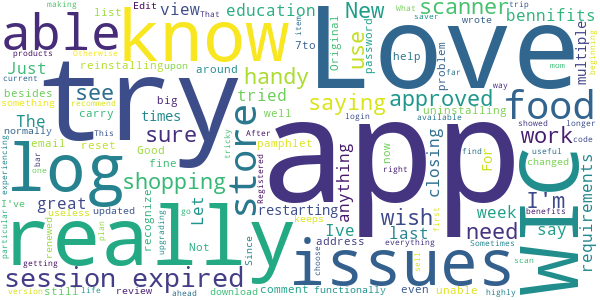 making Edit That What saver trip
products able know Love New scanner wrote
list view education bennifits
Just reinstalling upon Original use password 7to multiple
current Otherwise besides see around handy help problem
something big tried saying approved far way mom beginning
recommend carry times sure store uninstalling food
The normally This After pamphlet login available
try app item
email reset Good well tricky anything closing work showed longer code
experiencing log fine Registered now For find useful changed
bar shopping right I'm WIC
one I've great updated recognize Let restarting wish week need say requirements
particular useless upgrading go Not Since keeps Ive last first benefits
renewed really issues address everything Sometimes
getting plan choose sell scan
session expired
version still life review ahead download comment functionally even unable highly